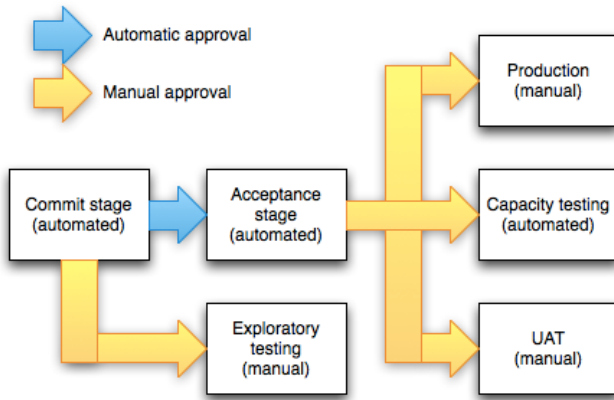 Automatic approval
Manual approval
Production
(manual)
Commit stage
(automated)
Acceptance
stage
(automated)
Capacity testing
(automated)
Exploratory
testing
(manual)
UAT
(manual)